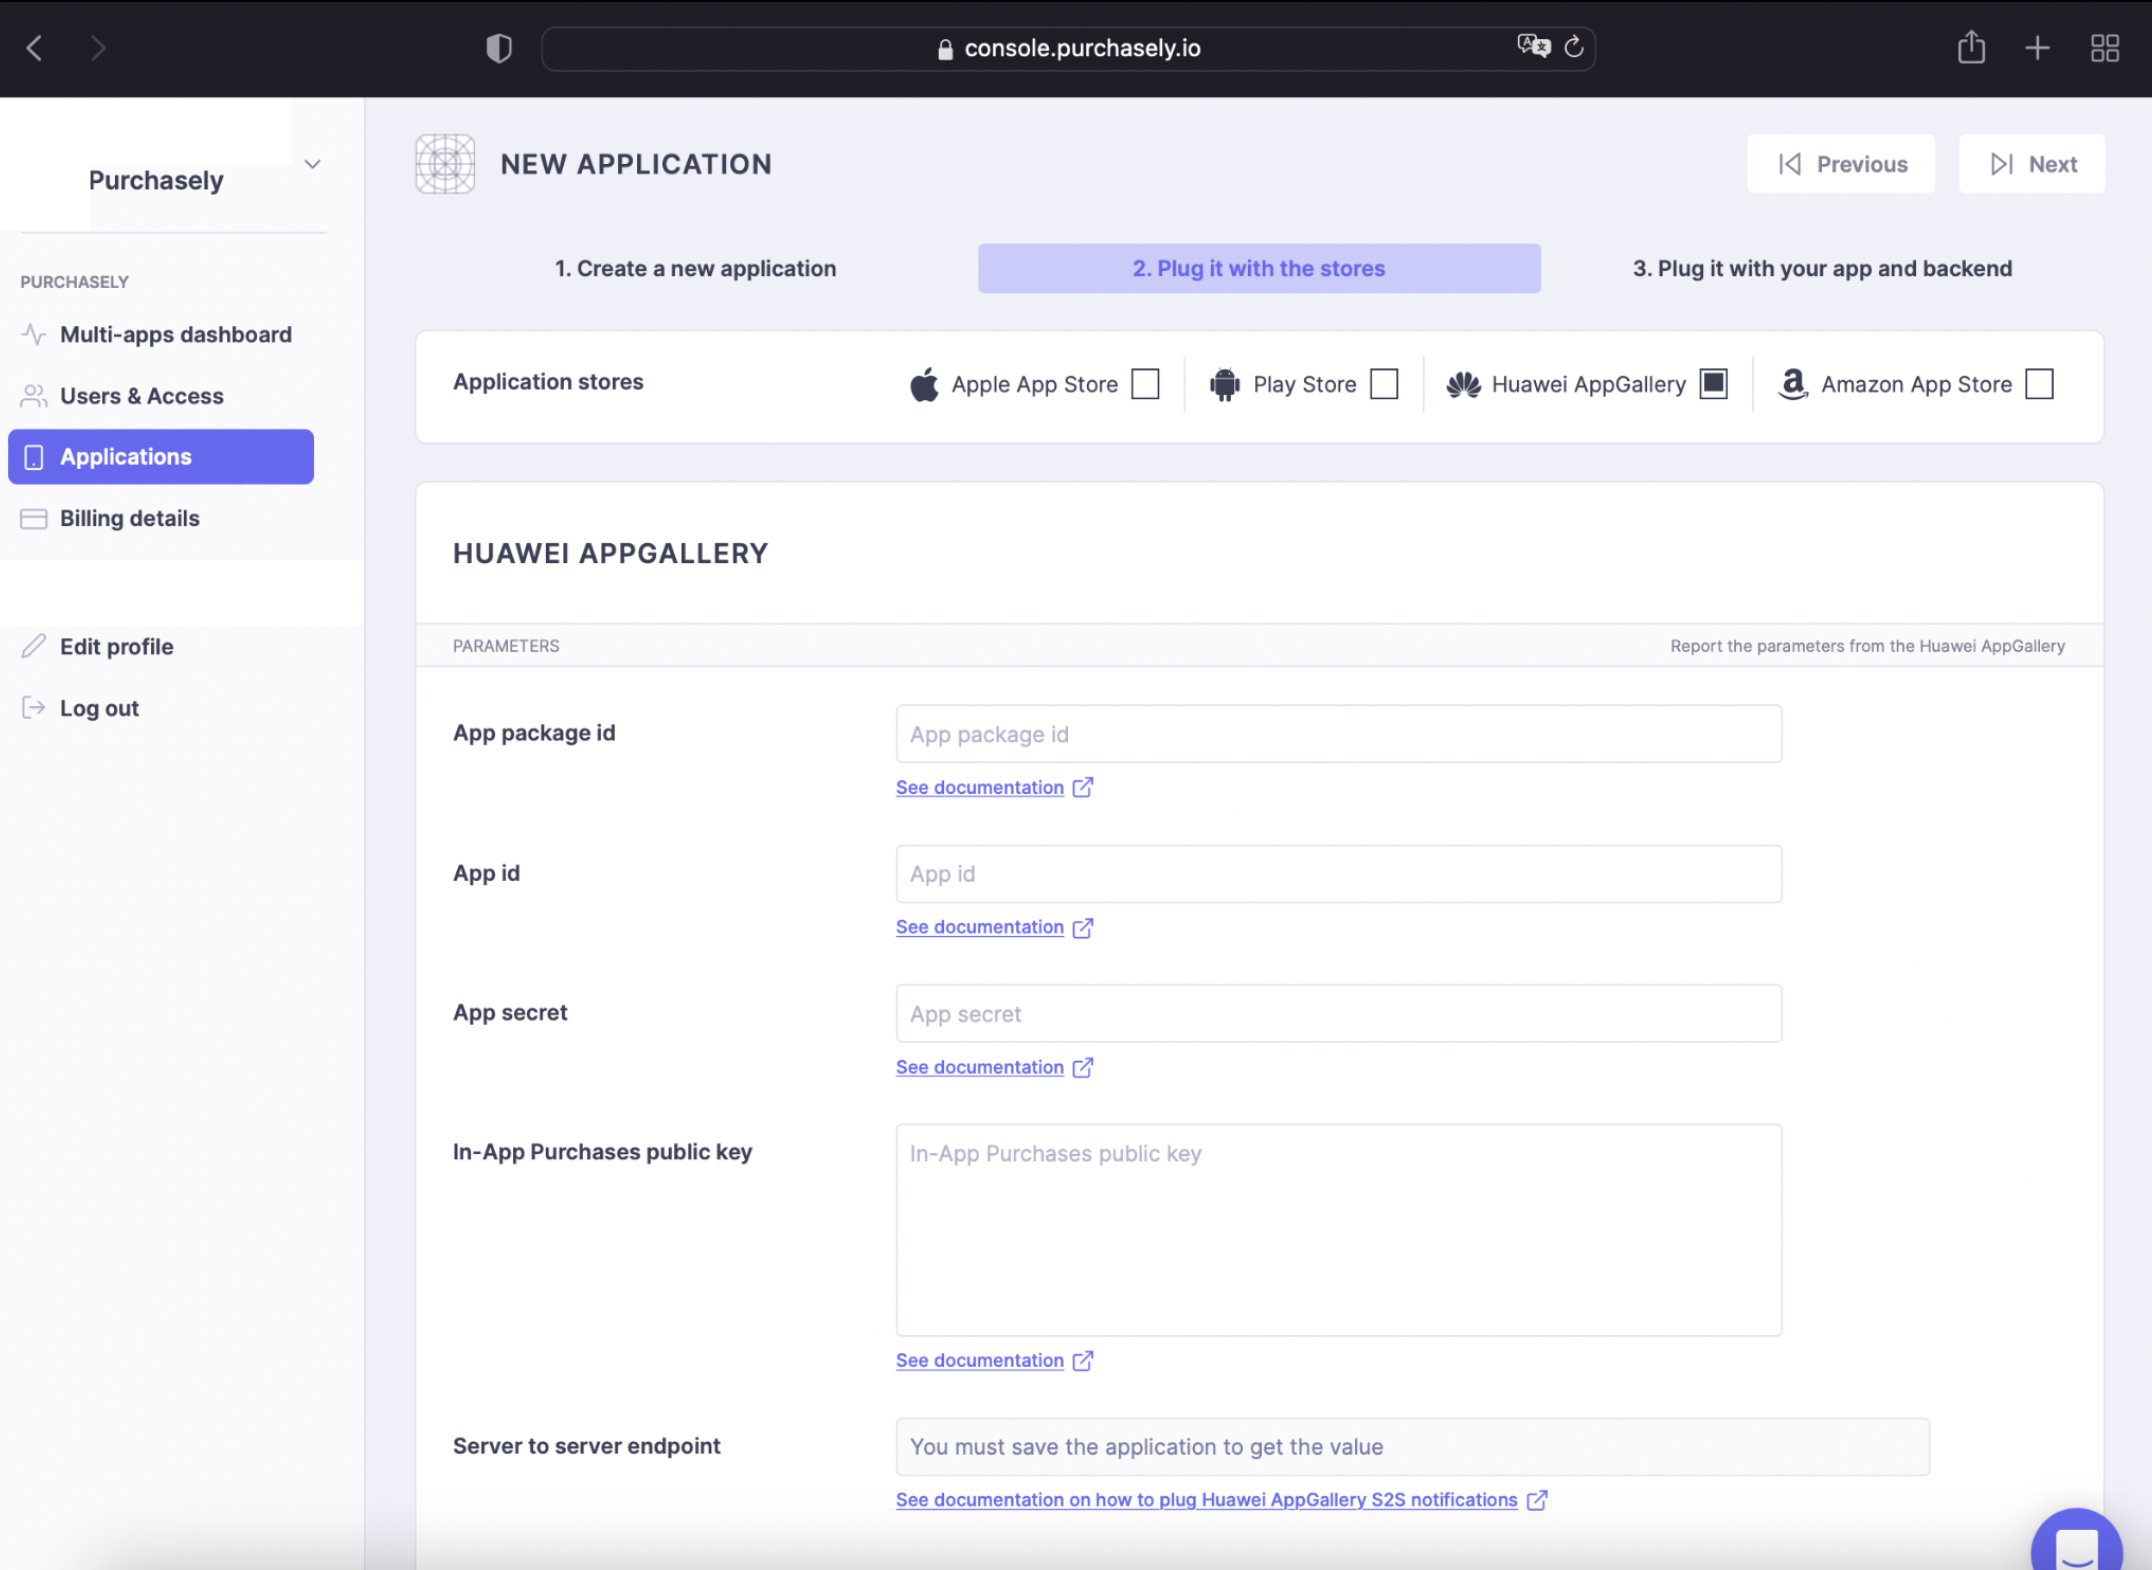 console.purchasely.io
Purchasely
NEW APPLICATION
Previous
Next
1. Create a new application
2. Plug it with the stores
3. Plug it with your app and backend
PURCHASELY
Multi-apps dashboard
Users & Access
Applications
Billing details
Edit profile
Log out
Application stores
Apple App Store
Play Store
Huawei AppGallery
Amazon App Store
HUAWEI APPGALLERY
PARAMETERS
Report the parameters from the Huawei AppGallery
App package id
App package id
See documentation
App id
App id
See documentation
App secret
App secret
See documentation
In-App Purchases public key
In-App Purchases public key
See documentation
Server to server endpoint
You must save the application to get the value
See documentation on how to plug Huawei AppGallery S2S notifications